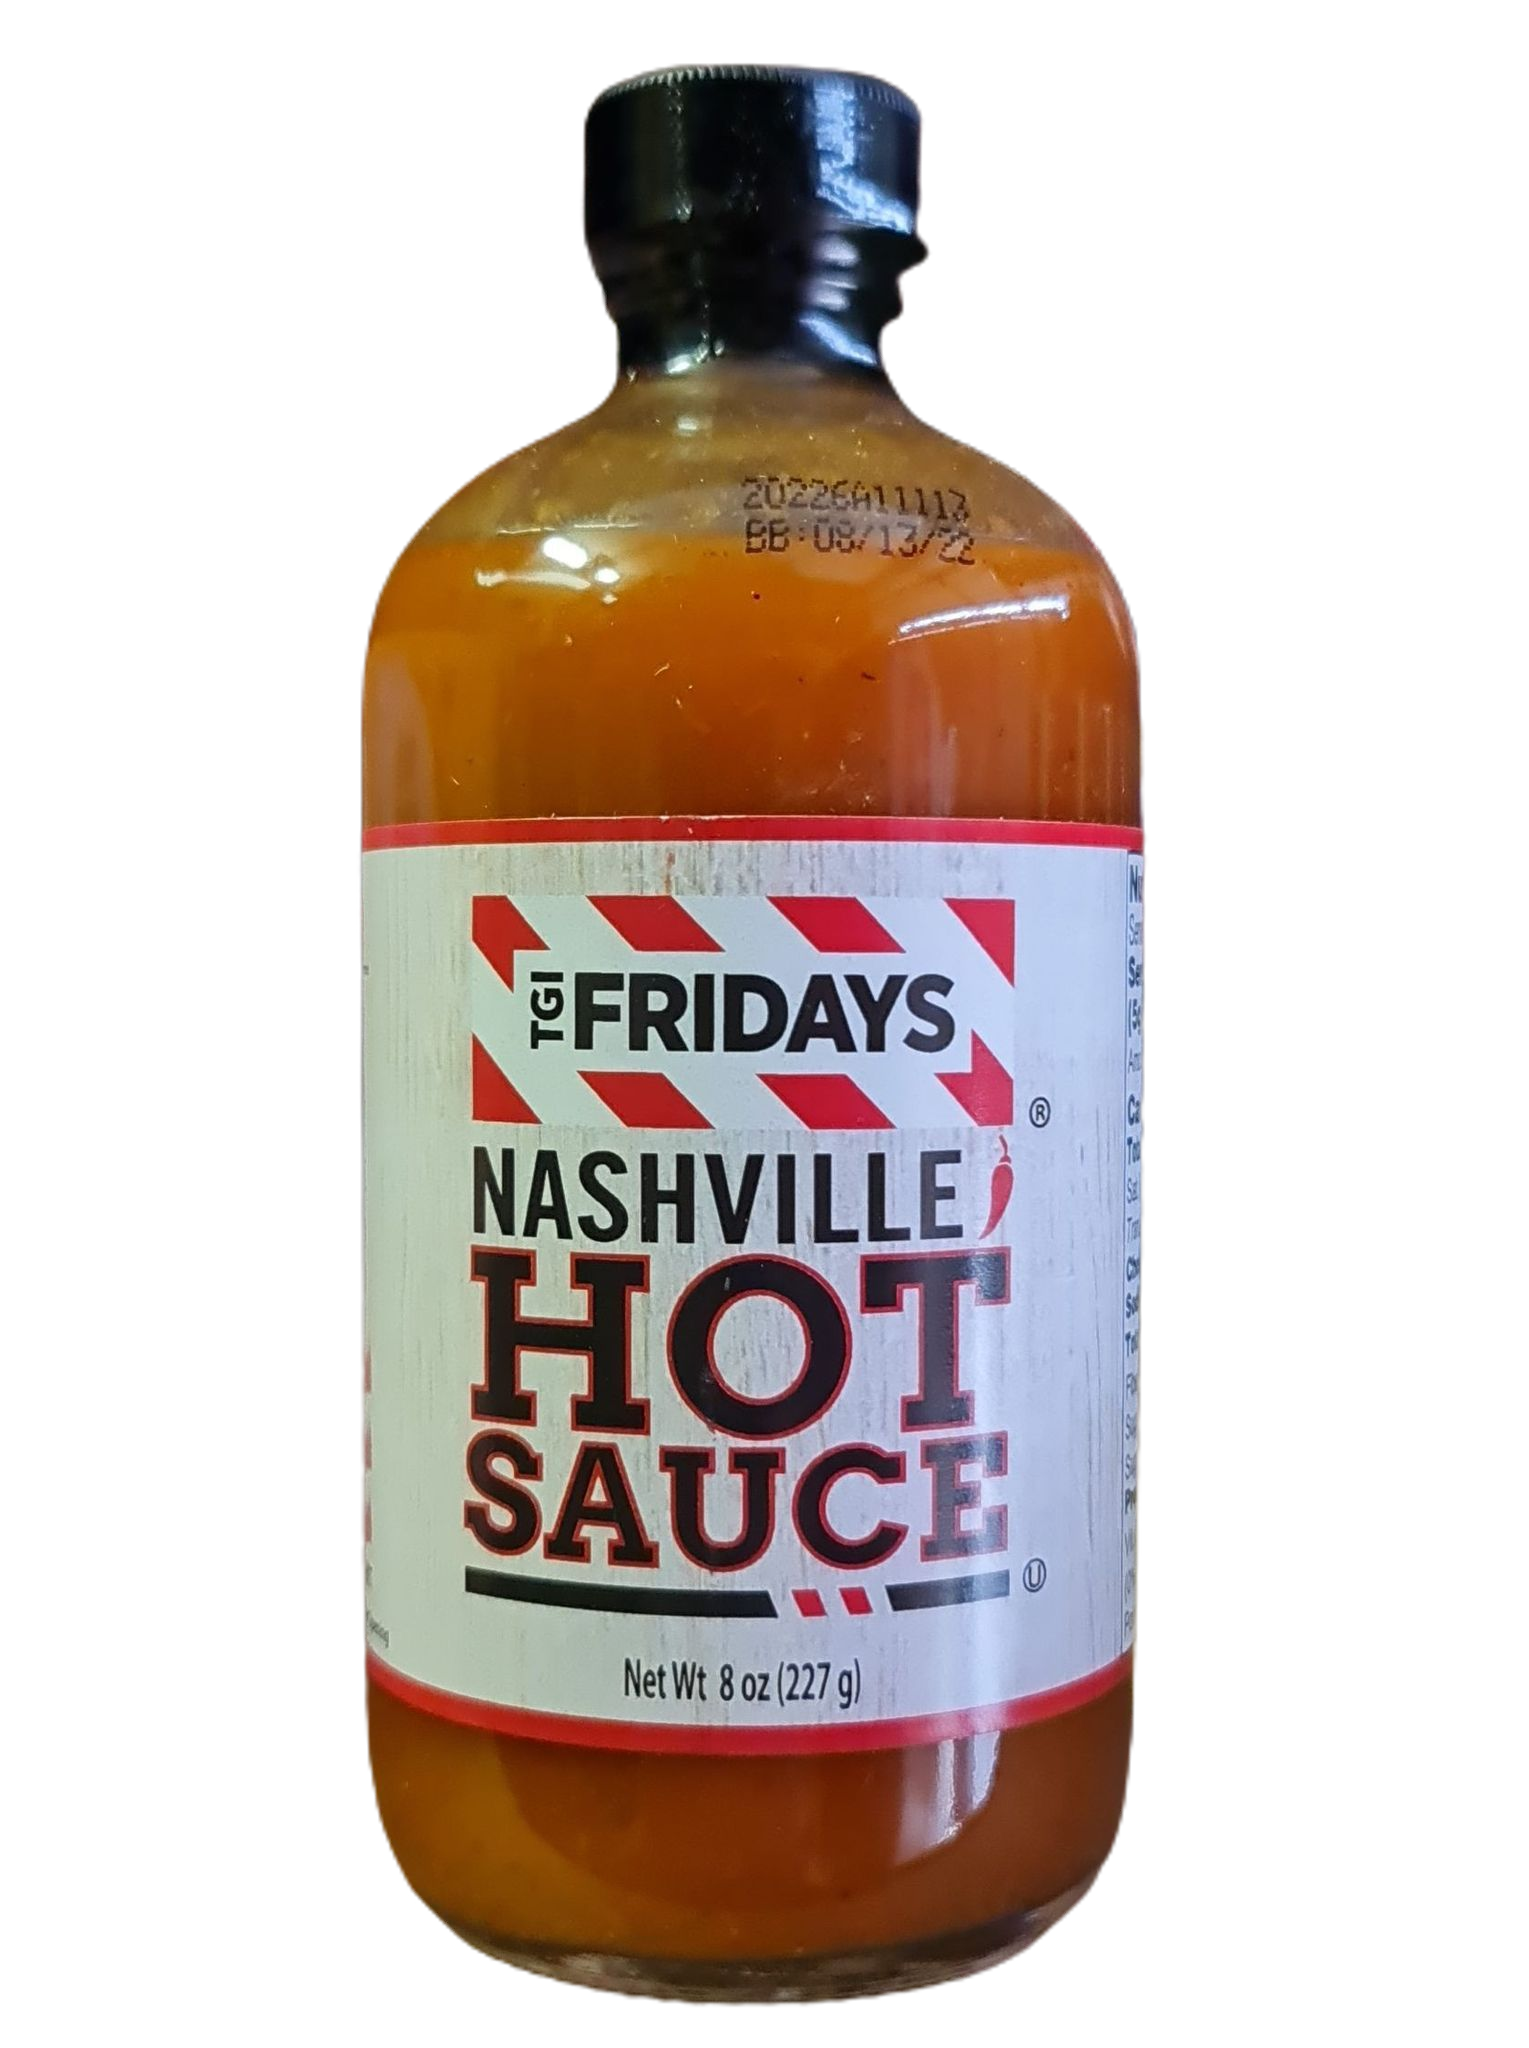 20226A11113
BB:08/13/22
TGI FRIDAYS
®
NASHVILLE
HOT
SAUCE
U
Net Wt 8 oz (227 g)